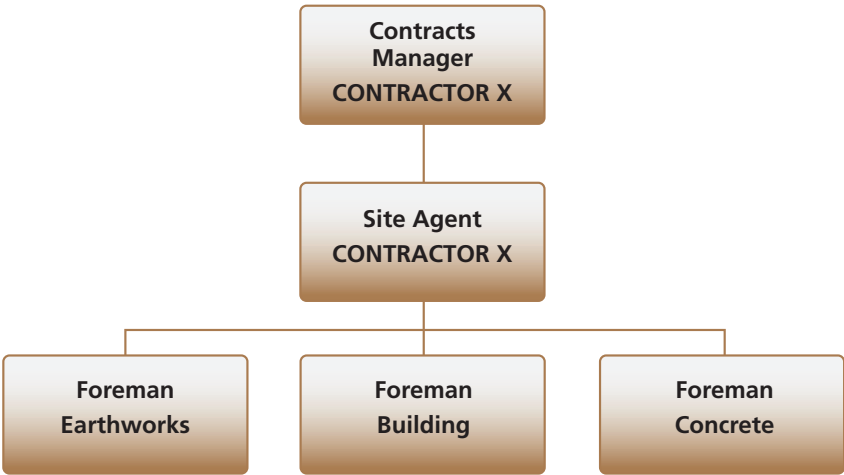 Contracts
Manager
CONTRACTOR X
Site Agent
CONTRACTOR X
Foreman
Earthworks
Foreman
Building
Foreman
Concrete